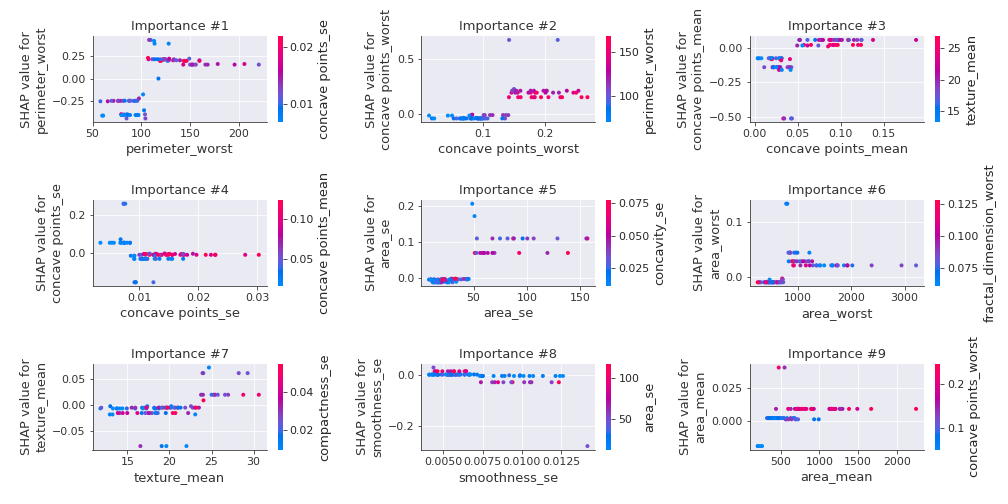 Importance #1
SHAP value for
perimeter_worst
0.25
0.00
−0.25
50 100 150 200
perimeter_worst
0.02
0.01
concave points_se
Importance #2
SHAP value for
concave points_worst
0.5
0.0
0.1 0.2
concave points_worst
150
100
perimeter_worst
Importance #3
SHAP value for
concave points_mean
0.00
−0.25
−0.50
0.00 0.05 0.10 0.15
concave points_mean
25
20
15
texture_mean
Importance #4
SHAP value for
concave points_se
0.2
0.0
0.01 0.02 0.03
concave points_se
0.10
0.05
concave points_mean
Importance #5
SHAP value for
area_se
0.2
0.1
0.0
50 100 150
area_se
0.075
0.050
0.025
concavity_se
Importance #6
SHAP value for
area_worst
0.1
0.0
1000 2000 3000
area_worst
0.125
0.100
0.075
fractal_dimension_worst
Importance #7
SHAP value for
texture_mean
0.05
0.00
−0.05
15 20 25 30
texture_mean
0.04
0.02
compactness_se
Importance #8
SHAP value for
smoothness_se
0.0
−0.2
0.0050 0.0075 0.0100 0.0125
smoothness_se
100
50
area_se
Importance #9
SHAP value for
area_mean
0.025
0.000
500 1000 1500 2000
area_mean
0.2
0.1
concave points_worst